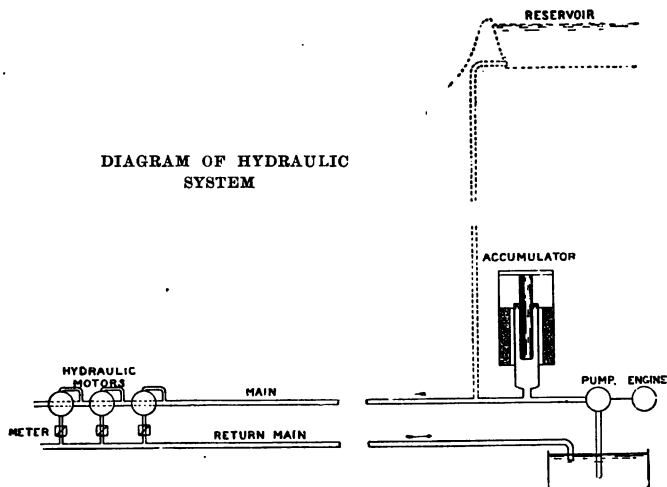 RESERVOIR
DIAGRAM OF HYDRAULIC
SYSTEM
ACCUMULATOR
HYDRAULIC
MOTORS
MAIN
PUMP.
ENGINE
METER
RETURN MAIN